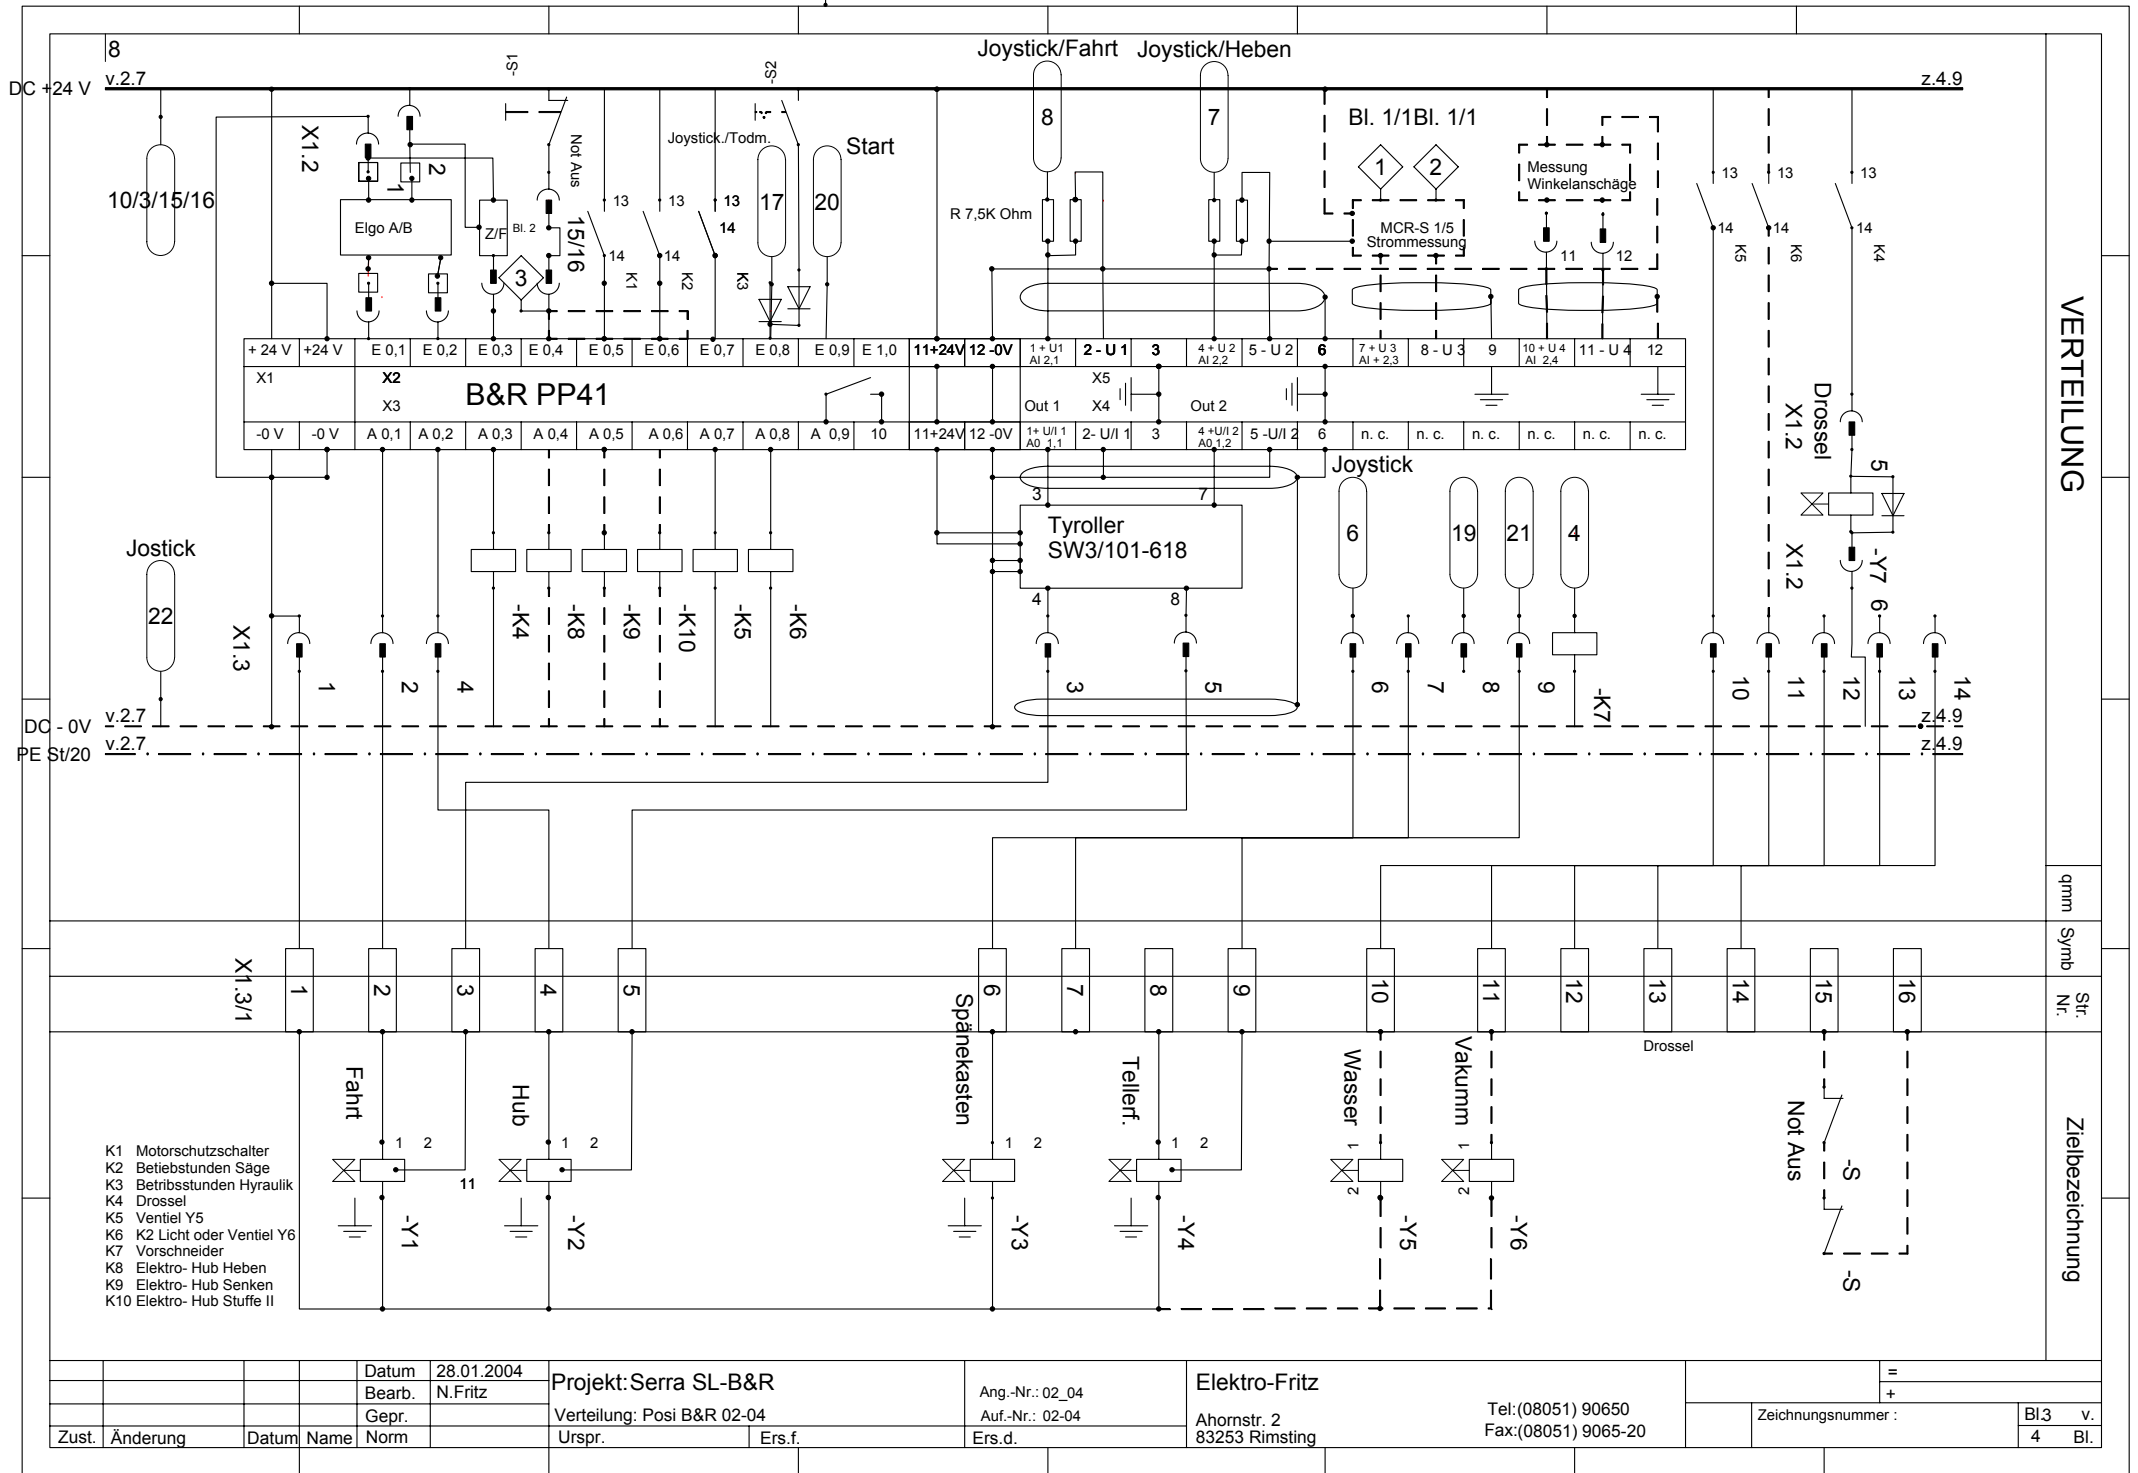 8
Joystick/Fahrt Joystick/Heben
DC +24 V v.2.7 z.4.9
-S1
-S2
8
7
Bl. 1/1 Bl. 1/1
X1.2
1
2
Not Aus
Joystick./Todm.
Start
1 2
Messung
Winkelanschäge
10/3/15/16
Elgo A/B
Z/F Bl. 2
15/16
13 13 13
14
17
20
R 7,5K Ohm
MCR-S 1/5
Strommessung
13 13 13
14 14 14
K5 K6 K4
3
14 14
K1 K2 K3
11 12
VERTEILUNG
+ 24 V +24 V E 0,1 E 0,2 E 0,3 E 0,4 E 0,5 E 0,6 E 0,7 E 0,8 E 0,9 E 1,0 11+24V 12 -0V 1 + U1 2 - U 1 3 4 + U 2 5 - U 2 6 7 + U 3 8 - U 3 9 10 + U 4 11 - U 4 12
AI 2,1 AI 2,2 AI + 2,3 AI 2,4
X1 X2 X5
X3 B&R PP41 Out 1 X4 Out 2
-0 V -0 V A 0,1 A 0,2 A 0,3 A 0,4 A 0,5 A 0,6 A 0,7 A 0,8 A 0,9 10 11+24V 12 -0V 1+ U/I 1 2- U/I 1 3 4 +U/I 2 5 -U/I 2 6 n. c. n. c. n. c. n. c. n. c. n. c.
A0 1,1 A0 1,2
Drossel
X1.2
5
Joystick
3 7
Tyroller
SW3/101-618
4 8
6 19 21 4
X1.2
-Y7
6
Jostick
22
X1.3
-K4 -K8 -K9 -K10 -K5 -K6
1 2 4 3 5 6 7 8 9 -K7 10 11 12 13 14
DC - 0V v.2.7 z.4.9
PE St/20 v.2.7 z.4.9
qmm
Symb
Str.
Nr.
Zielbezeichnung
X1.3/1
1 2 3 4 5 6 7 8 9 10 11 12 13 14 15 16
Drossel
Fahrt Hub Spänekasten Tellerf. Wasser Vakumm Not Aus
1 2 1 2 1 2 1 2 1 2 1 2
11
-Y1 -Y2 -Y3 -Y4 -Y5 -Y6 -S -S
K1 Motorschutzschalter
K2 Betiebstunden Säge
K3 Betribsstunden Hyraulik
K4 Drossel
K5 Ventiel Y5
K6 K2 Licht oder Ventiel Y6
K7 Vorschneider
K8 Elektro- Hub Heben
K9 Elektro- Hub Senken
K10 Elektro- Hub Stuffe II
Datum 28.01.2004
Bearb. N.Fritz
Gepr.
Zust. Änderung Datum Name Norm
Projekt:Serra SL-B&R
Verteilung: Posi B&R 02-04
Urspr. Ers.f.
Ang.-Nr.: 02_04
Auf.-Nr.: 02-04
Ers.d.
Elektro-Fritz
Ahornstr. 2
83253 Rimsting
Tel:(08051) 90650
Fax:(08051) 9065-20
=
+
Zeichnungsnummer :
Bl.3 v.
4 Bl.